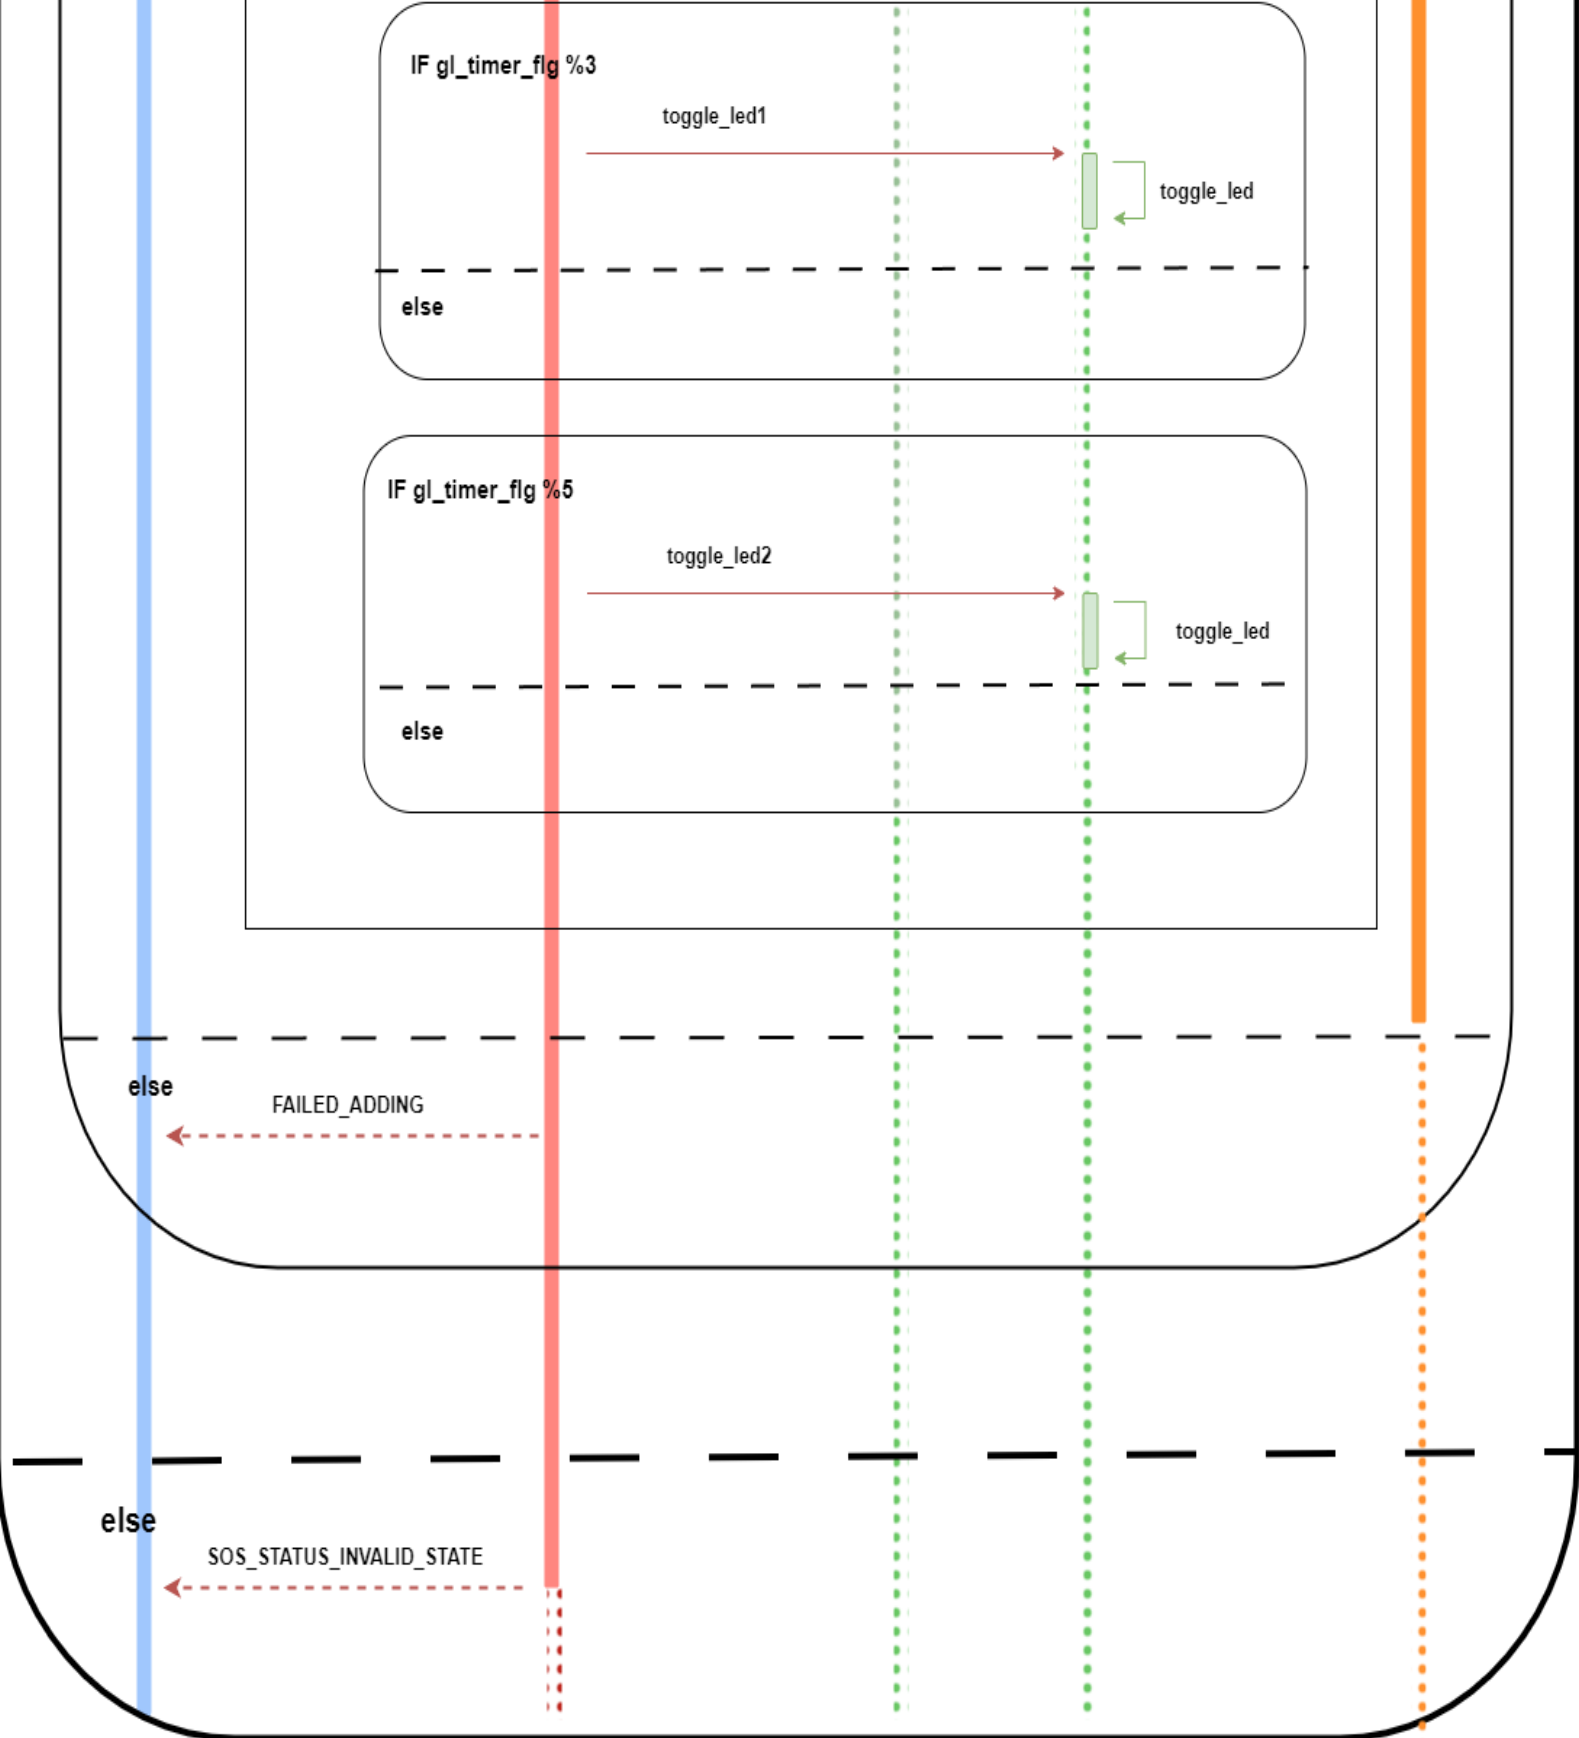 IF gl_timer_flg %3
toggle_led1
toggle_led
else
IF gl_timer_flg %5
toggle_led2
toggle_led
else
else
FAILED_ADDING
else
SOS_STATUS_INVALID_STATE